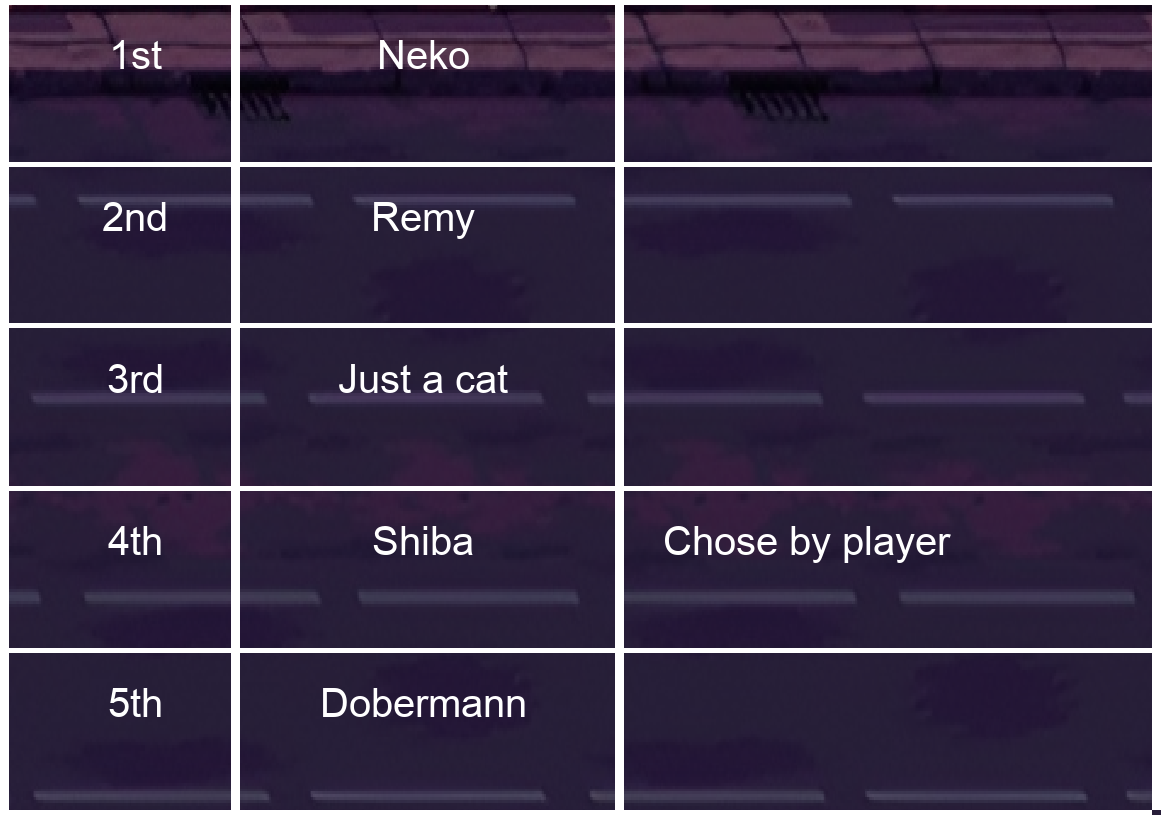 1st Neko
2nd Remy
3rd Just a cat
4th Shiba Chose by player
5th Dobermann